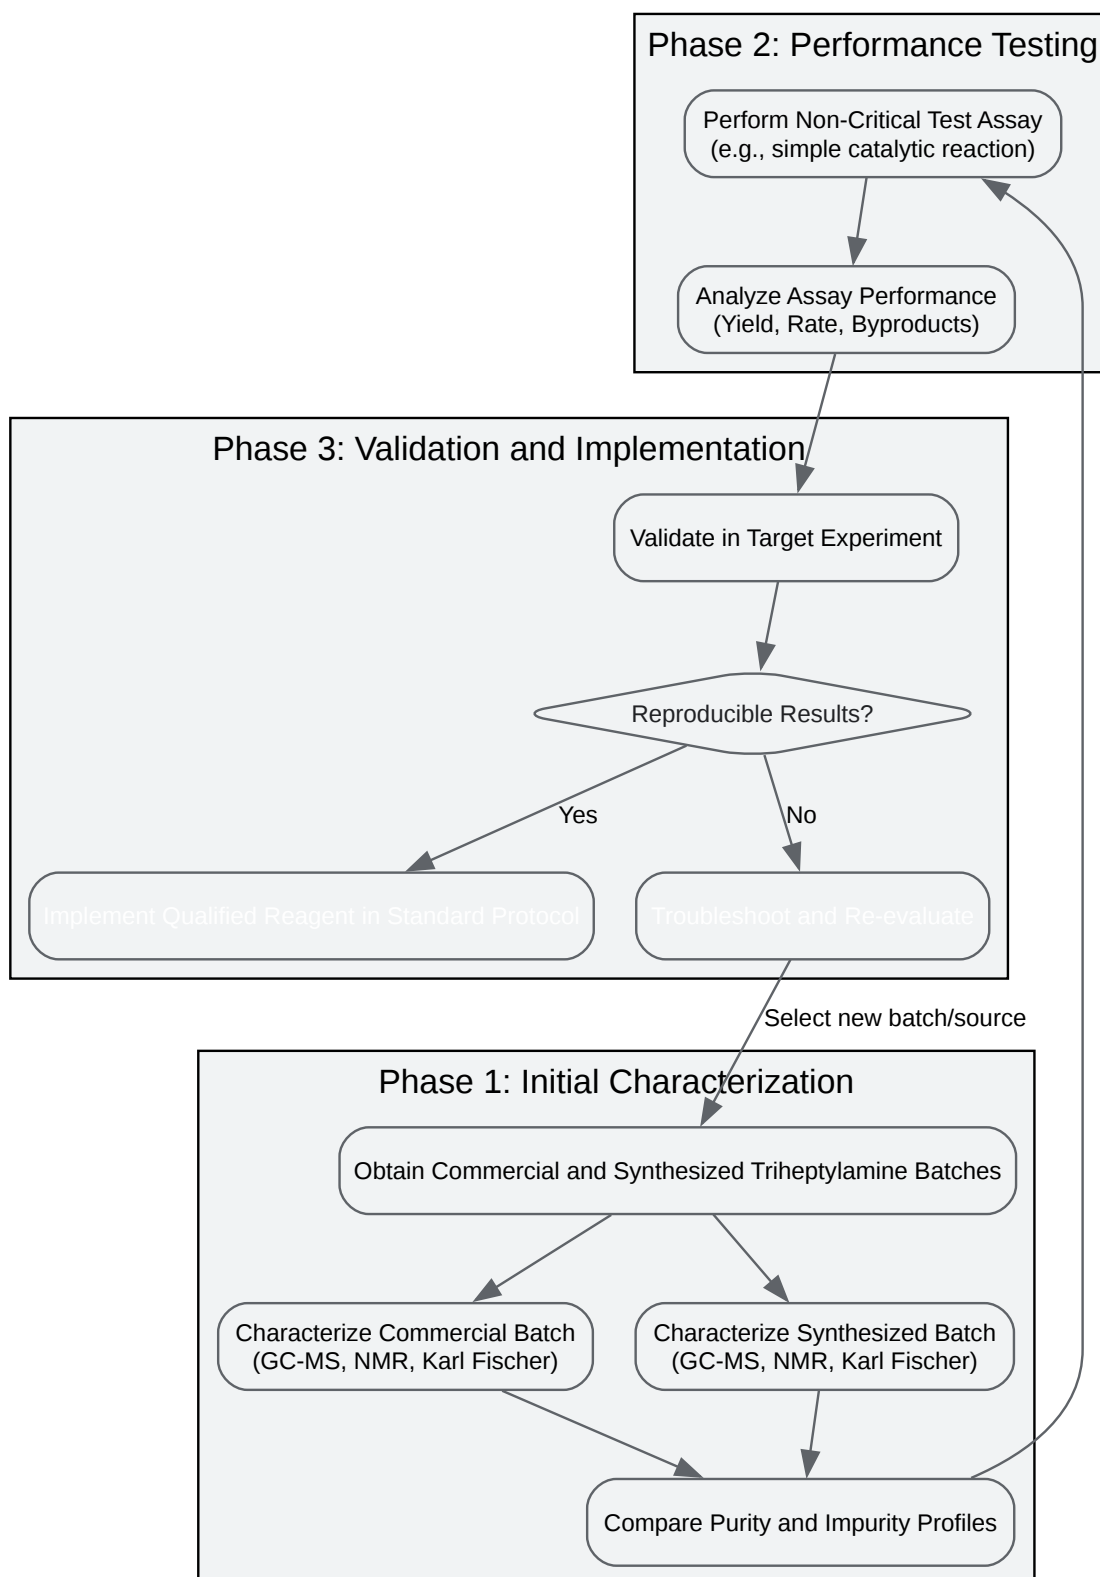 Phase 2: Performance Testing
Perform Non-Critical Test Assay
(e.g., simple catalytic reaction)
Analyze Assay Performance
(Yield, Rate, Byproducts)
Phase 3: Validation and Implementation
Validate in Target Experiment
Reproducible Results?
Yes
No
Implement Qualified Reagent in Standard Protocol
Troubleshoot and Re-evaluate
Select new batch/source
Phase 1: Initial Characterization
Obtain Commercial and Synthesized Triheptylamine Batches
Characterize Commercial Batch
(GC-MS, NMR, Karl Fischer)
Characterize Synthesized Batch
(GC-MS, NMR, Karl Fischer)
Compare Purity and Impurity Profiles